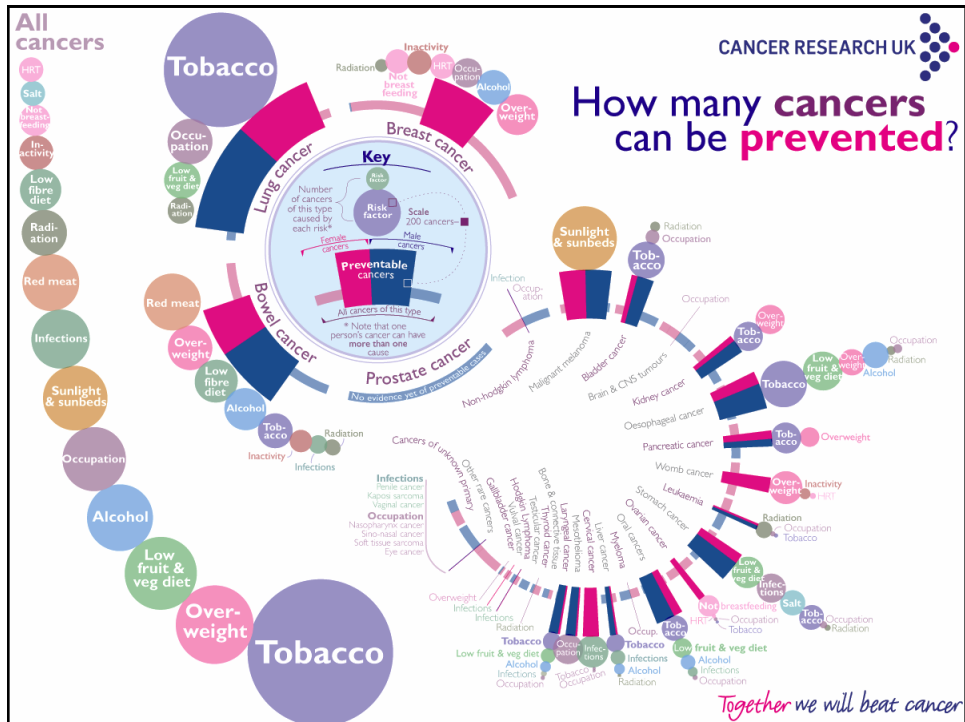 All
cancers
HRT
Salt
Not
breast-
feeding
In-
activity
Low
fibre
diet
Radi-
ation
Red meat
Infections
Sunlight
& sunbeds
Occupation
Alcohol
Low
fruit &
veg diet
Over-
weight
Tobacco
CANCER RESEARCH UK
How many cancers
can be prevented?
Tobacco
Occu-
pation
Low
fruit &
veg diet
Radi-
ation
Lung cancer
Radiation
Not
breast
feeding
Inactivity
HRT
Occu-
pation
Alcohol
Over-
weight
Breast cancer
Key
Risk
factor
Number
of cancers
of this type
caused by
each risk*
Risk
factor
Scale
200 cancers
Female
cancers
Male
cancers
Preventable
cancers
All cancers of this type
* Note that one
person's cancer can have
more than one
cause
Red meat
Over-
weight
Low
fibre
diet
Alcohol
Tob-
acco
Inactivity
Infections
Radiation
Bowel cancer
Prostate cancer
No evidence yet of preventable cases
Infection
Occup-
ation
Non-hodgkin lymphoma
Sunlight
& sunbeds
Malignant melanoma
Radiation
Occupation
Tob-
acco
Bladder cancer
Occupation
Brain & CNS tumours
Over-
weight
Tob-
acco
Kidney cancer
Tobacco
Low
fruit &
veg diet
Over-
weight
Alcohol
Occupation
Radiation
Oesophageal cancer
Pancreatic cancer
Tob-
acco
Overweight
Womb cancer
Over-
weight
Inactivity
HRT
Leukaemia
Radiation
Occupation
Tobacco
Stomach cancer
Low
fruit &
veg diet
Infec-
tions
Salt
Tob-
acco
Occupation
Radiation
Ovarian cancer
Not breastfeeding
HRT
Occupation
Tobacco
Oral cancers
Tob-
acco
Low fruit & veg diet
Alcohol
Infections
Occupation
Myeloma
Occup.
Liver cancer
Tobacco
Infections
Alcohol
Radiation
Cervical cancer
Infec-
tions
Tobacco
Mesothelioma
Occu-
pation
Occupation
Laryngeal cancer
Tobacco
Low fruit & veg diet
Alcohol
Infections
Occupation
Bone & connective tissue
Radiation
Thyroid cancer
Testicular cancer
Infections
Vulval cancer
Infections
Hodgkin Lymphoma
Overweight
Gallbladder cancer
Other rare cancers
Cancers of unknown primary
Infections
Penile cancer
Kaposi sarcoma
Vaginal cancer
Occupation
Nasopharynx cancer
Sino-nasal cancer
Soft tissue sarcoma
Eye cancer
Together we will beat cancer